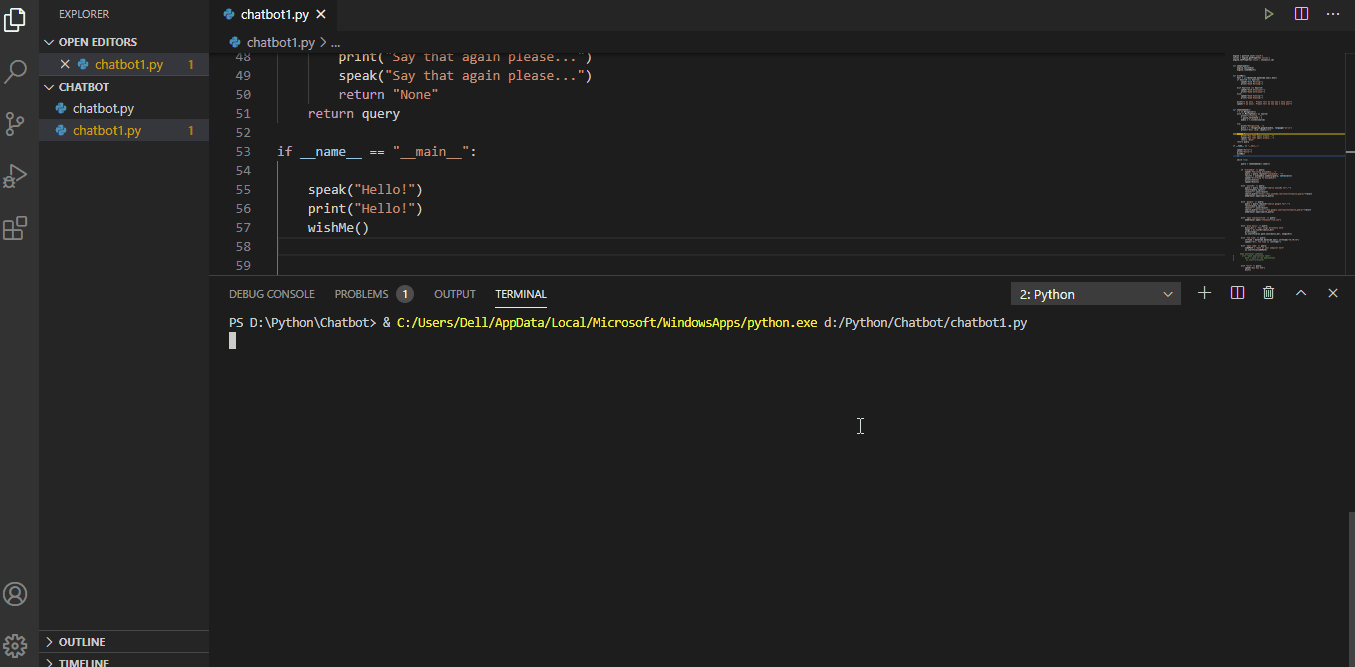 EXPLORER
OPEN EDITORS
chatbot1.py 1
CHATBOT
chatbot.py
chatbot1.py 1
OUTLINE
TIMELINE
chatbot1.py
chatbot1.py > ...
48 print("Say that again please...")
49 speak("Say that again please...")
50 return "None"
51 return query
52
53 if __name__ == "__main__":
54
55 speak("Hello!")
56 print("Hello!")
57 wishMe()
58
59
DEBUG CONSOLE PROBLEMS 1 OUTPUT TERMINAL 2: Python
PS D:\Python\Chatbot> & C:/Users/Dell/AppData/Local/Microsoft/WindowsApps/python.exe d:/Python/Chatbot/chatbot1.py